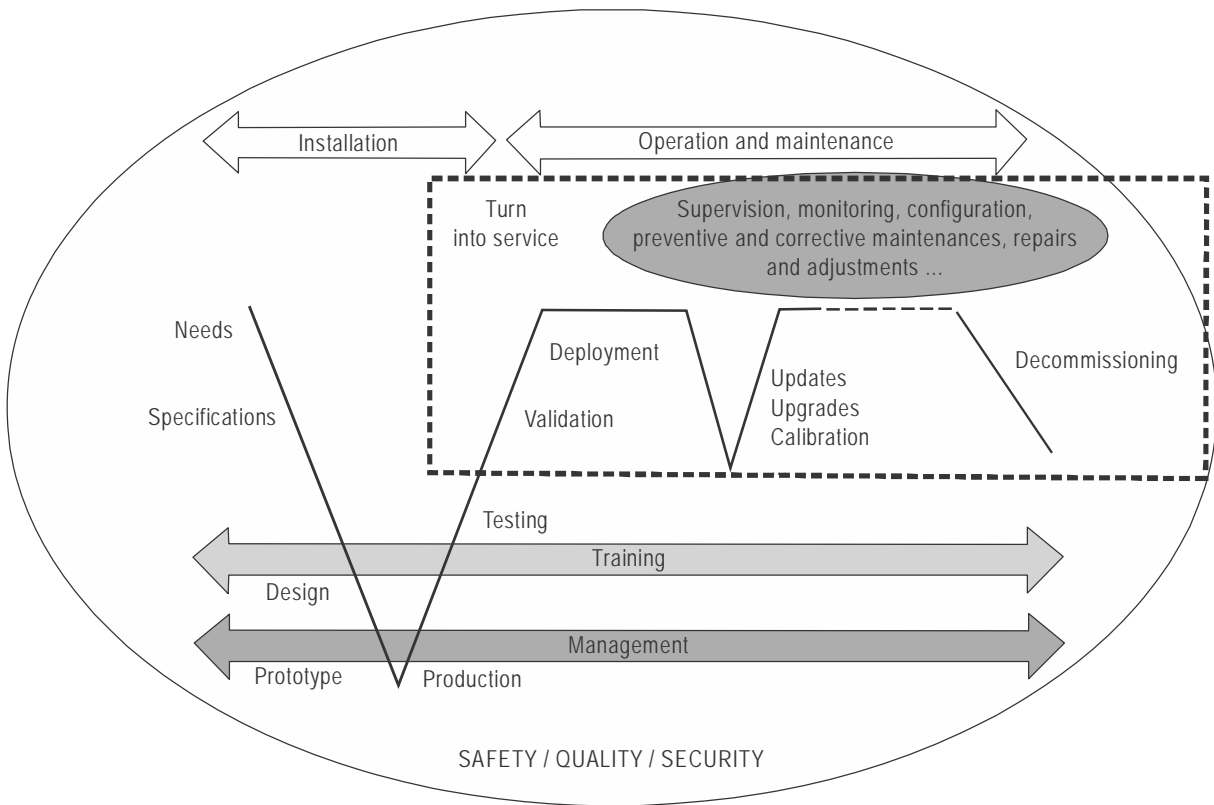 Installation
Operation and maintenance
Turn
into service
Supervision, monitoring, configuration,
preventive and corrective maintenances, repairs
and adjustments ...
Needs
Deployment
Decommissioning
Specifications
Validation
Updates
Upgrades
Calibration
Testing
Training
Design
Management
Prototype
Production
SAFETY / QUALITY / SECURITY